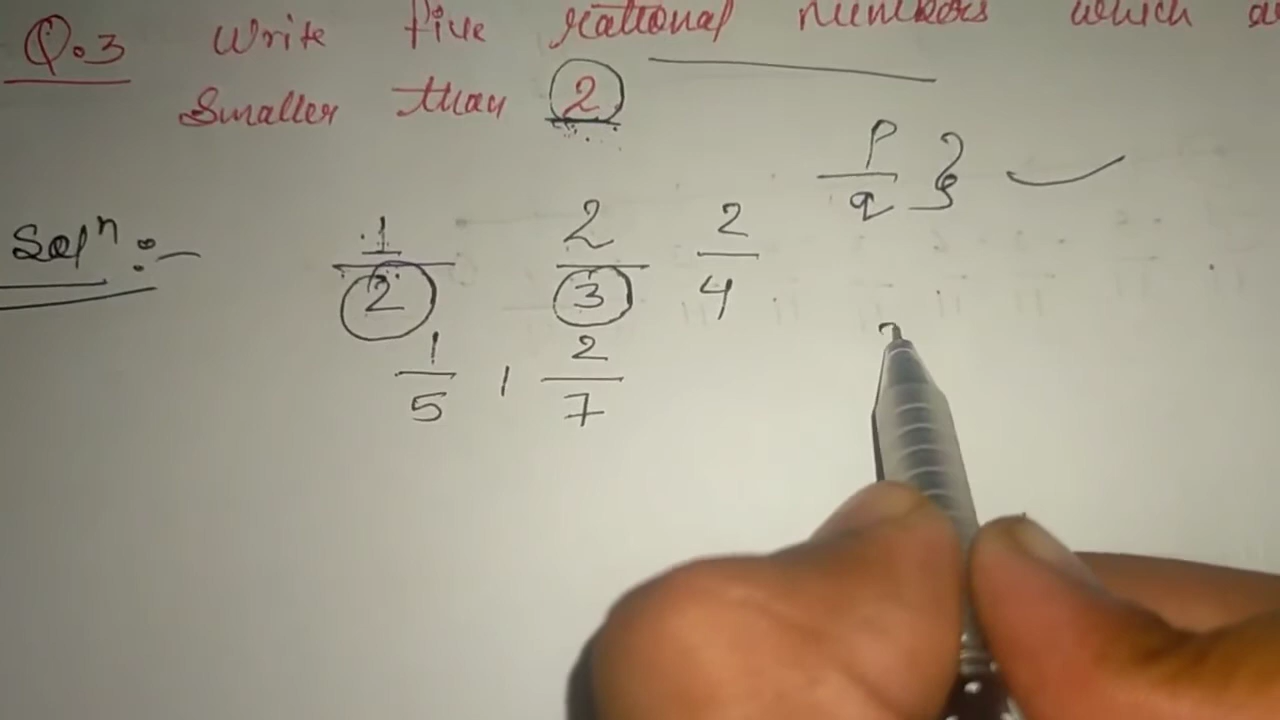 Q.3 Write five rational numbers which
Smaller than 2
p/q }
Solⁿ :- 1/2 2/3 2/4
1/5 , 2/7